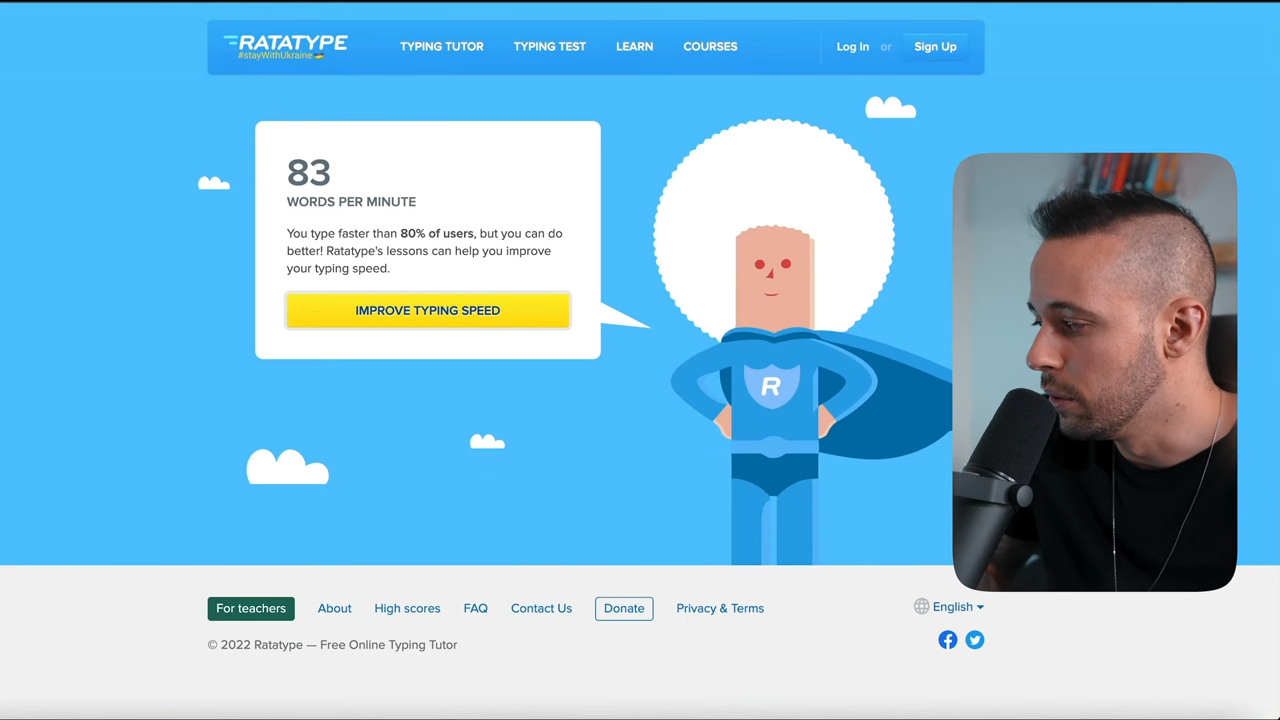 RATATYPE
#stayWithUkraine
TYPING TUTOR
TYPING TEST
LEARN
COURSES
Log In or Sign Up
83
WORDS PER MINUTE
You type faster than 80% of users, but you can do
better! Ratatype's lessons can help you improve
your typing speed.
IMPROVE TYPING SPEED
R
For teachers
About
High scores
FAQ
Contact Us
Donate
Privacy & Terms
English
© 2022 Ratatype — Free Online Typing Tutor